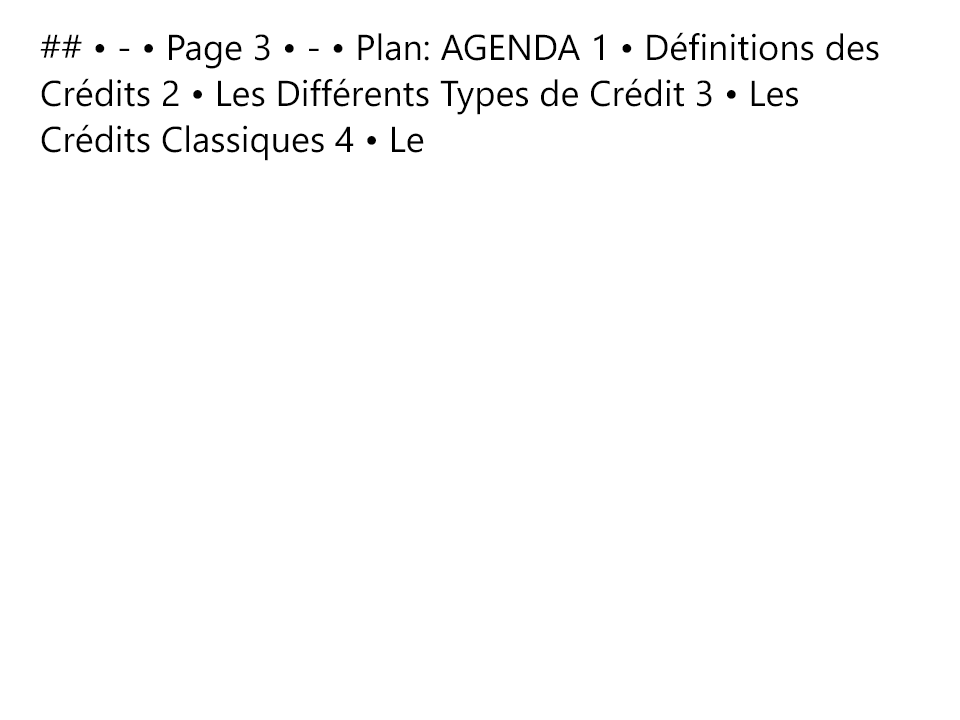 ## • - • Page 3 • - • Plan: AGENDA 1 • Définitions des
Crédits 2 • Les Différents Types de Crédit 3 • Les
Crédits Classiques 4 • Le